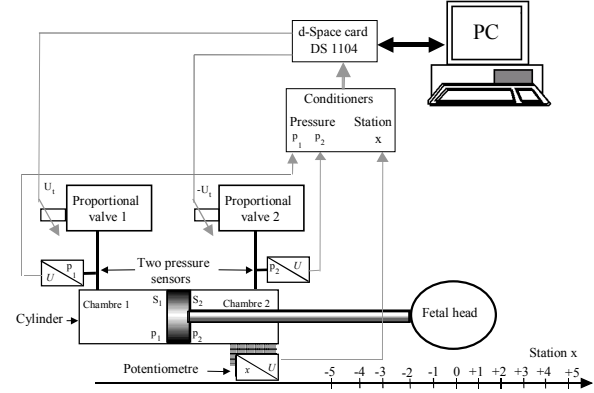 d-Space card
DS 1104
PC
Conditioners
Pressure Station
p1 p2 x
Ut
Proportional
valve 1
-Ut
Proportional
valve 2
U p1
Two pressure
sensors
p2 U
Chambre 1 S1 S2 Chambre 2
Cylinder
p1 p2
Fetal head
Potentiometre
x U
Station x
-5 -4 -3 -2 -1 0 +1 +2 +3 +4 +5